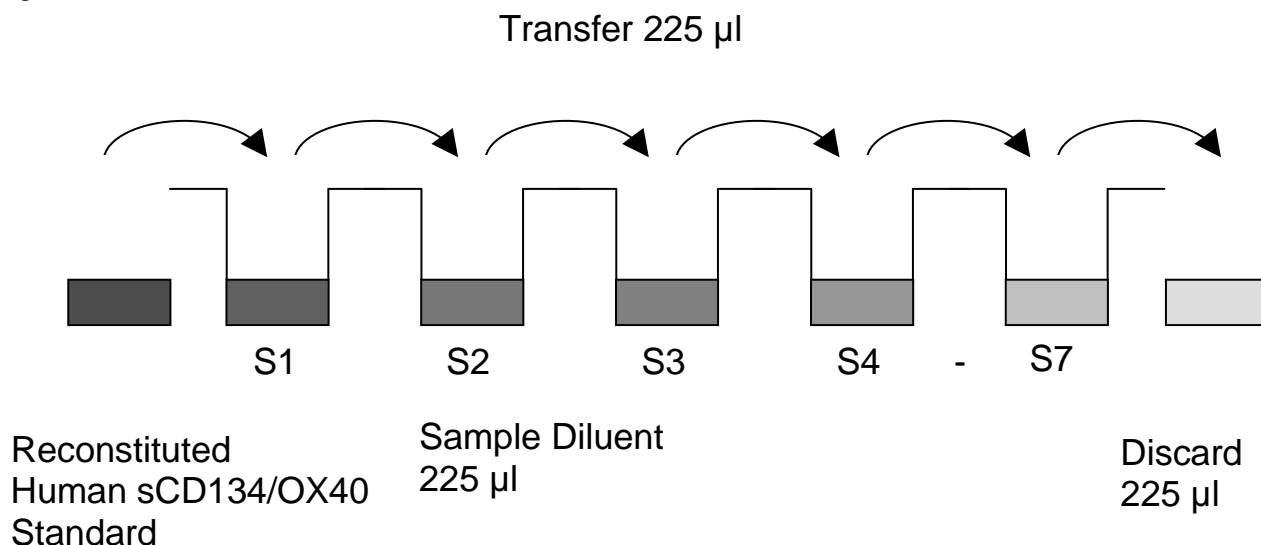 Transfer 225 µl
S1 S2 S3 S4 - S7
Reconstituted
Human sCD134/OX40
Standard
Sample Diluent
225 µl
Discard
225 µl